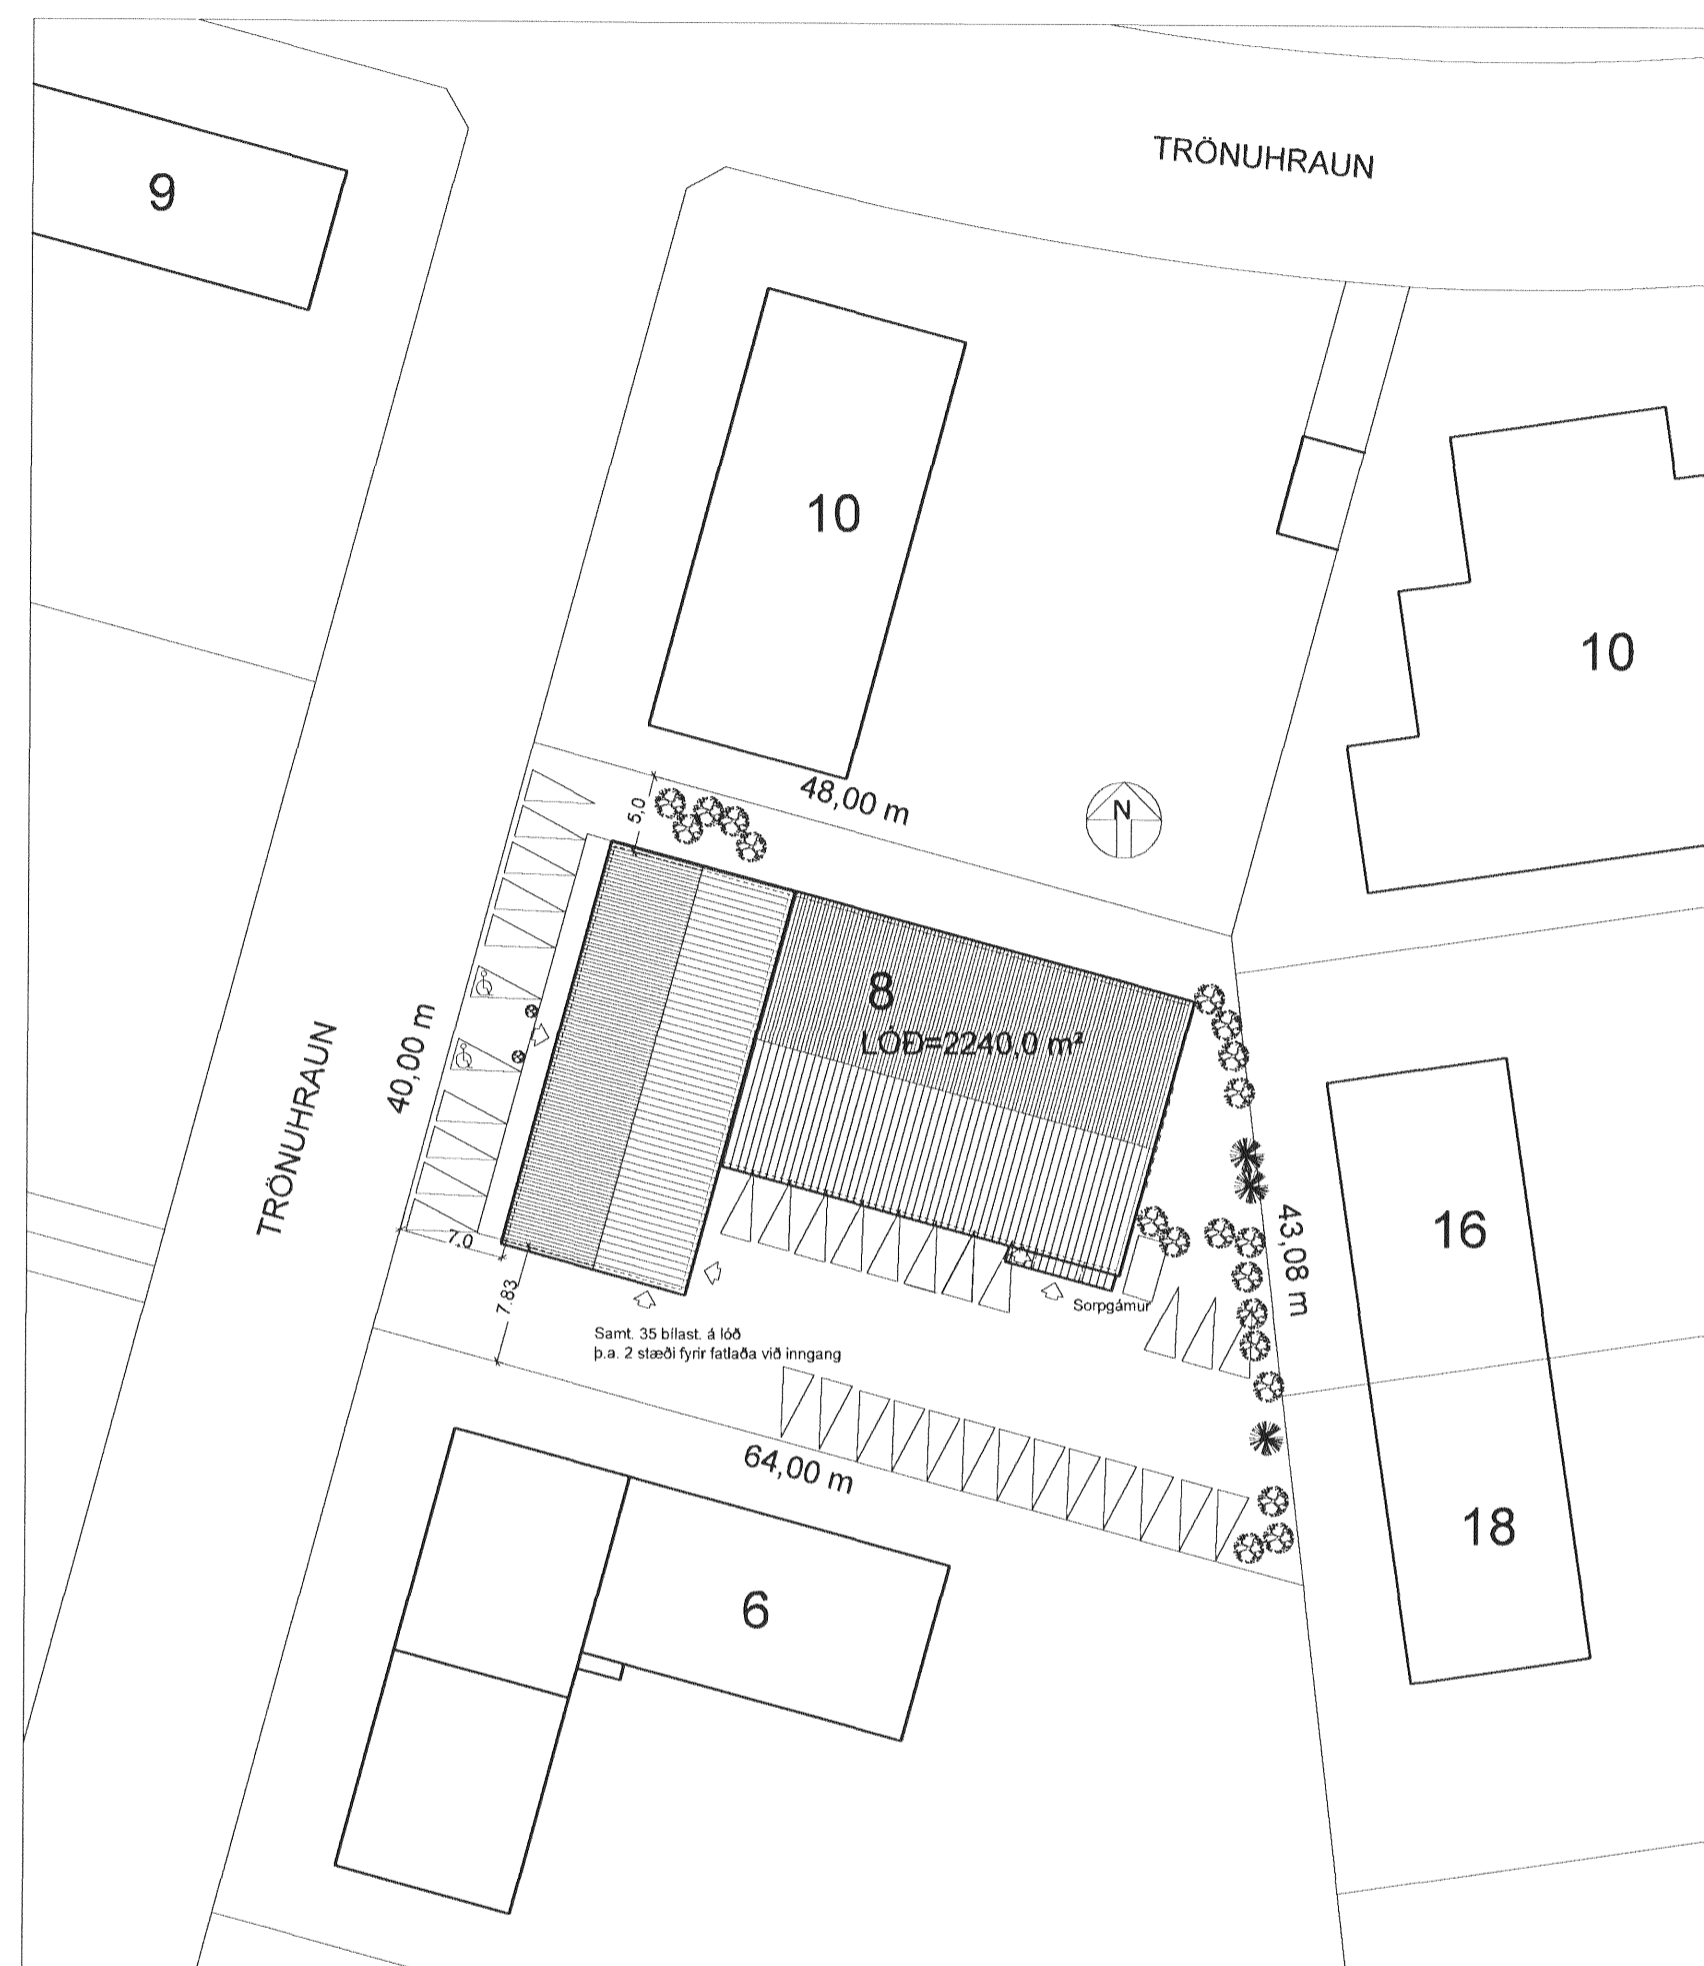 TRÖNUHRAUN
9
10
10
48,00 m
5,0
N
8
LÓÐ=2240,0 m²
40,00 m
TRÖNUHRAUN
7.0
7.83
43,08 m
16
Sorpgámur
Samt. 35 bílast. á lóð
þ.a. 2 stæði fyrir fatlaða við inngang
64,00 m
18
6